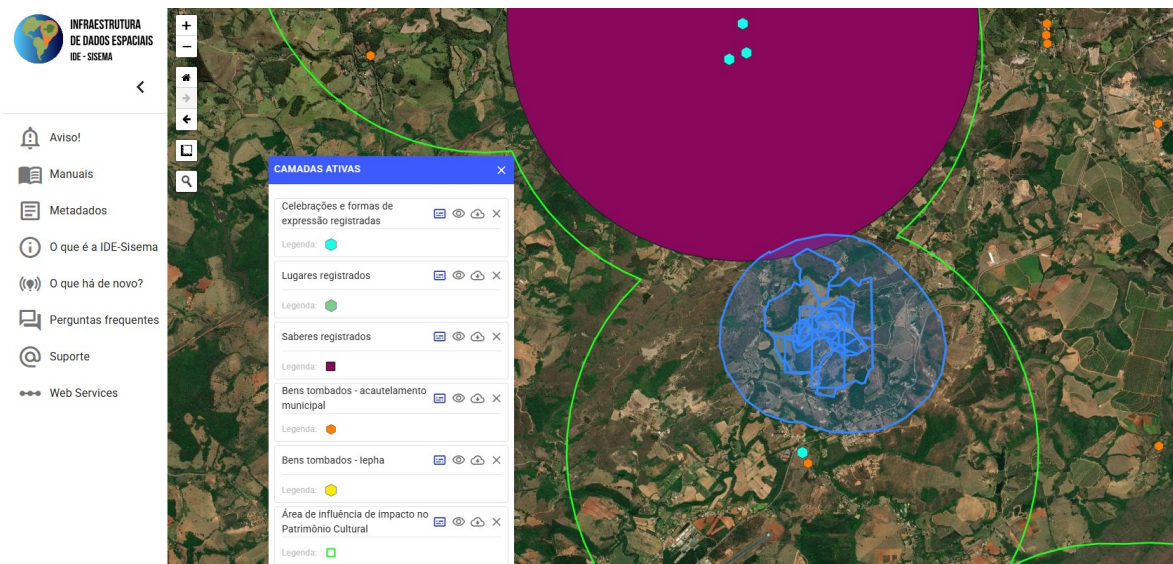 INFRAESTRUTURA
DE DADOS ESPACIAIS
IDE - SISEMA
Aviso!
Manuais
Metadados
O que é a IDE-Sisema
O que há de novo?
Perguntas frequentes
Suporte
Web Services
+
−
CAMADAS ATIVAS
Celebrações e formas de
expressão registradas
Legenda:
Lugares registrados
Legenda:
Saberes registrados
Legenda:
Bens tombados - acautelamento
municipal
Legenda:
Bens tombados - Iepha
Legenda:
Área de influência de impacto no
Patrimônio Cultural
Legenda: